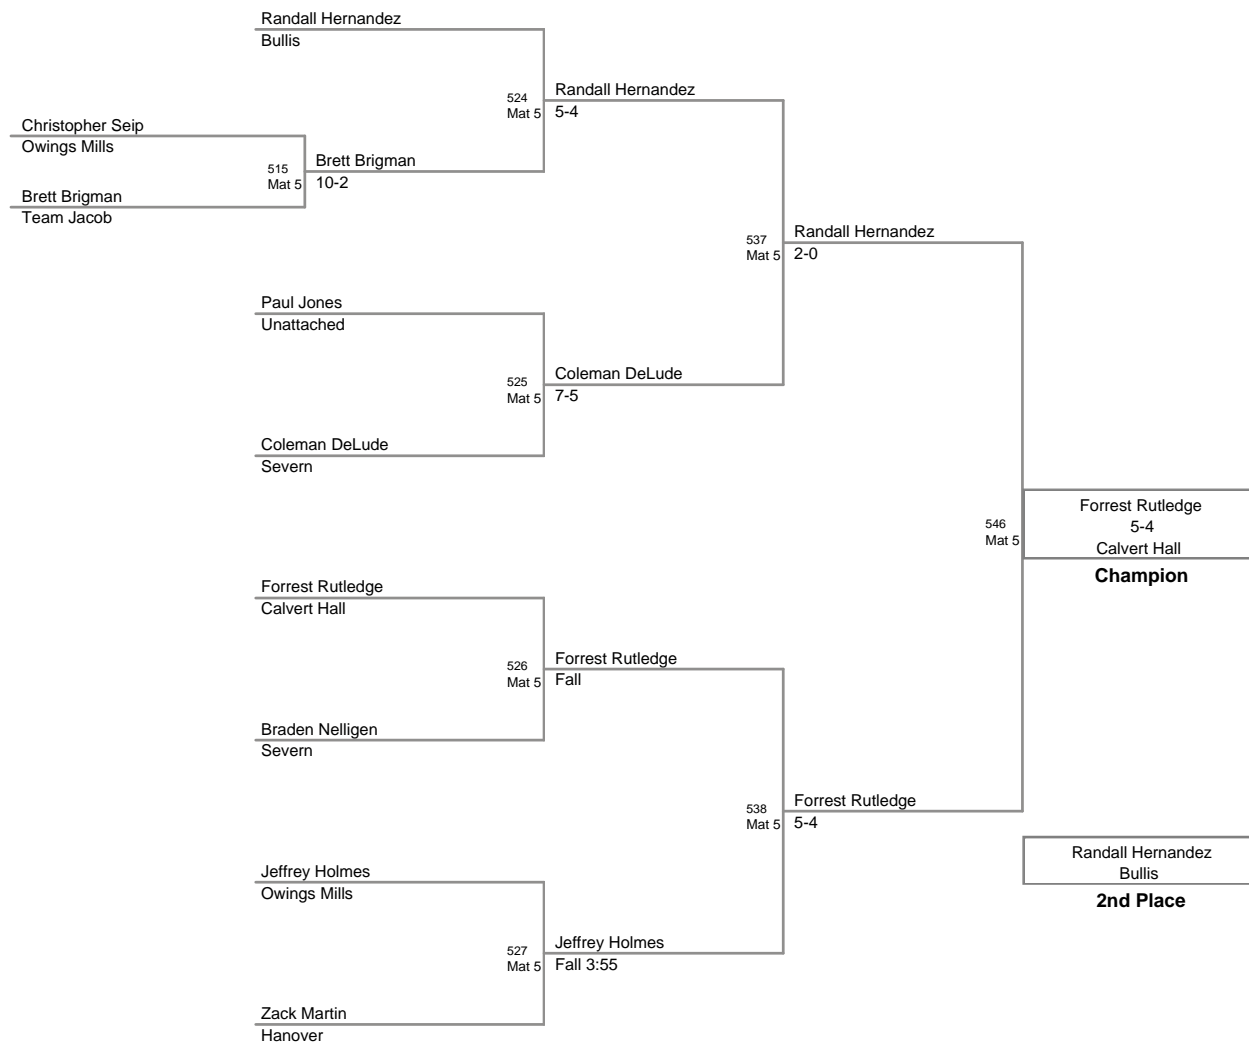 Randall Hernandez
Bullis
524
Mat 5
Randall Hernandez
5-4
Christopher Seip
Owings Mills
515
Mat 5
Brett Brigman
10-2
Brett Brigman
Team Jacob
537
Mat 5
Randall Hernandez
2-0
Paul Jones
Unattached
525
Mat 5
Coleman DeLude
7-5
Coleman DeLude
Severn
546
Mat 5
Forrest Rutledge
5-4
Calvert Hall
Champion
Forrest Rutledge
Calvert Hall
526
Mat 5
Forrest Rutledge
Fall
Braden Nelligen
Severn
538
Mat 5
Forrest Rutledge
5-4
Randall Hernandez
Bullis
2nd Place
Jeffrey Holmes
Owings Mills
527
Mat 5
Jeffrey Holmes
Fall 3:55
Zack Martin
Hanover